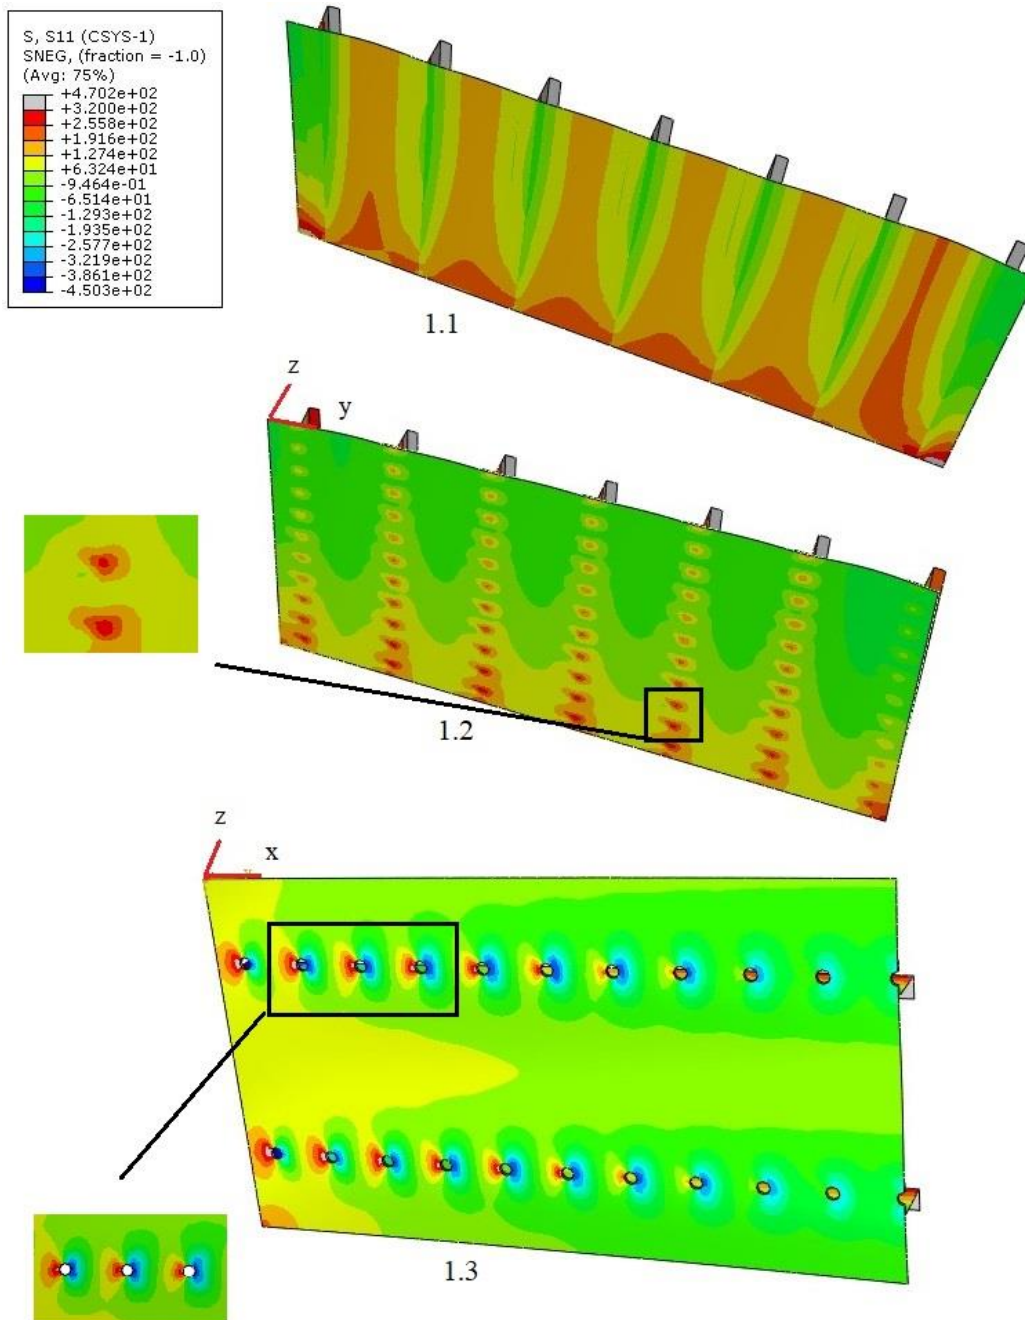 S, S11 (CSYS-1)
SNEG, (fraction = -1.0)
(Avg: 75%)
+4.702e+02
+3.200e+02
+2.558e+02
+1.916e+02
+1.274e+02
+6.324e+01
-9.464e-01
-6.514e+01
-1.293e+02
-1.935e+02
-2.577e+02
-3.219e+02
-3.861e+02
-4.503e+02
1.1
z
y
1.2
z
x
1.3